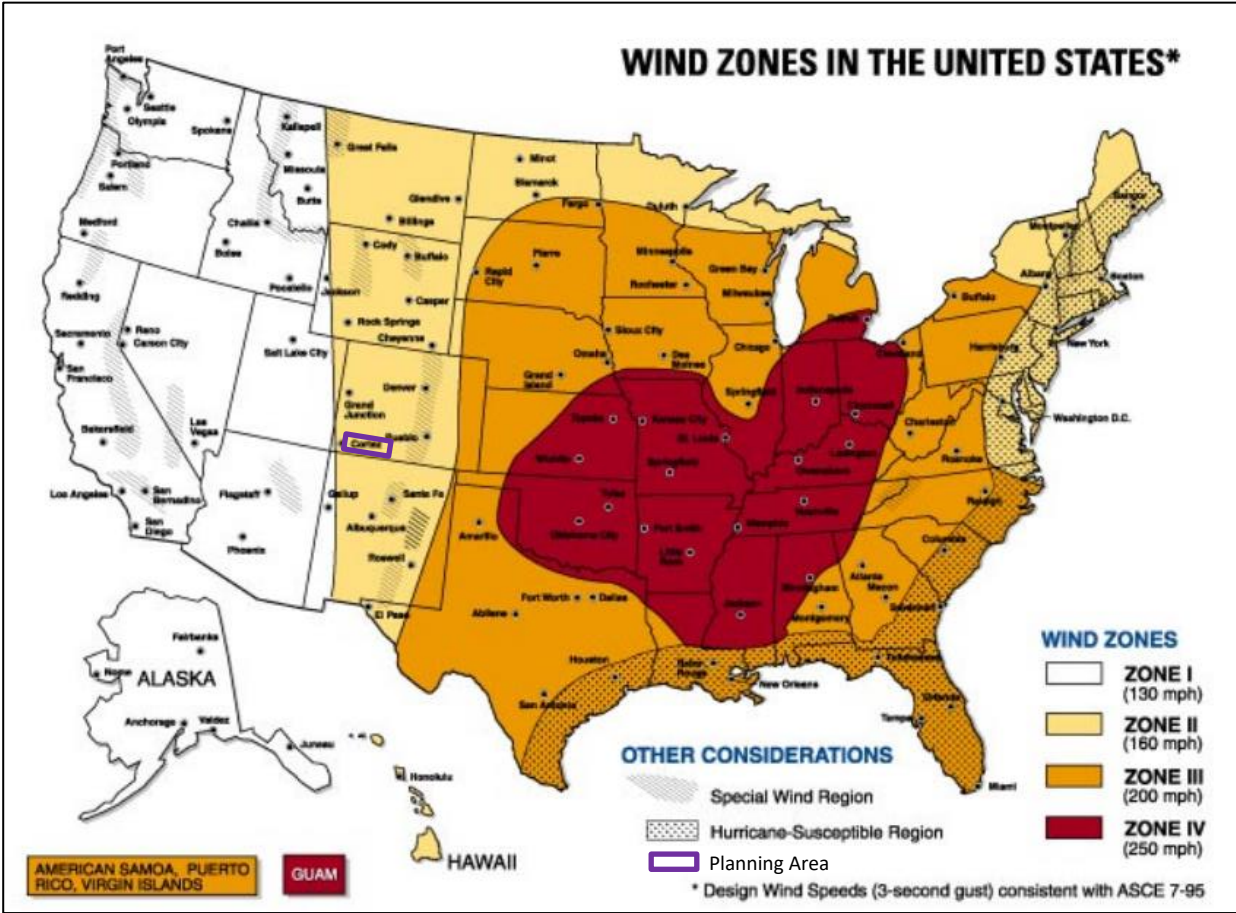 WIND ZONES IN THE UNITED STATES*
Port
Angeles
Seattle
Olympia
Spokane
Portland
Salem
Medford
Kalispell
Missoula
Butte
Challis
Boise
Pocatello
Great Falls
Glendive
Billings
Cody
Buffalo
Jackson
Casper
Rock Springs
Cheyenne
Minot
Bismarck
Fargo
Duluth
Pierre
Rapid
City
Minneapolis
Rochester
Green Bay
Milwaukee
Sioux City
Des
Moines
Omaha
Grand
Island
Chicago
Springfield
Detroit
Cleveland
Buffalo
Harrisburg
Albany
Montpelier
Bangor
Boston
New York
Washington D.C.
Redding
Sacramento
San
Francisco
Reno
Carson City
Salt Lake City
Las
Vegas
Bakersfield
Los Angeles
San
Bernadino
San
Diego
Flagstaff
Phoenix
Denver
Grand
Junction
Pueblo
Cortez
Gallup
Santa Fe
Albuquerque
Roswell
El Paso
Amarillo
Abilene
Fort Worth
Dallas
Houston
San Antonio
Topeka
Kansas City
Wichita
St. Louis
Springfield
Tulsa
Oklahoma City
Fort Smith
Little
Rock
Indianapolis
Cincinnati
Lexington
Nashville
Memphis
Jackson
Birmingham
Montgomery
Atlanta
Macon
Charleston
Roanoke
Raleigh
Columbia
Savannah
Tallahassee
Orlando
Tampa
Miami
Baton
Rouge
New Orleans
Fairbanks
Nome
ALASKA
Anchorage
Valdez
Juneau
Honolulu
HAWAII
AMERICAN SAMOA, PUERTO
RICO, VIRGIN ISLANDS
GUAM
OTHER CONSIDERATIONS
Special Wind Region
Hurricane-Susceptible Region
Planning Area
WIND ZONES
ZONE I
(130 mph)
ZONE II
(160 mph)
ZONE III
(200 mph)
ZONE IV
(250 mph)
* Design Wind Speeds (3-second gust) consistent with ASCE 7-95